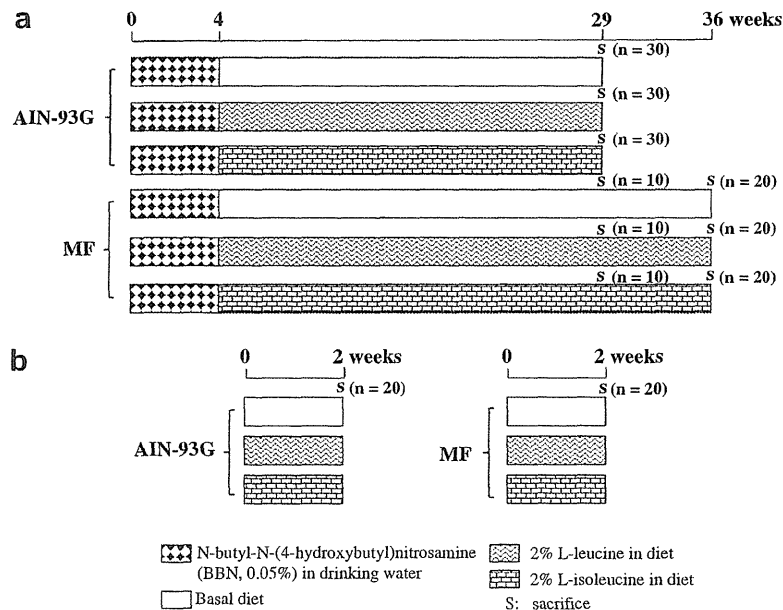 a
0 4 29 36 weeks
S (n = 30)
S (n = 30)
AIN-93G
S (n = 30)
S (n = 10) S (n = 20)
S (n = 10) S (n = 20)
MF
S (n = 10) S (n = 20)
b
0 2 weeks 0 2 weeks
S (n = 20) S (n = 20)
AIN-93G MF
N-butyl-N-(4-hydroxybutyl)nitrosamine
(BBN, 0.05%) in drinking water
Basal diet
2% L-leucine in diet
2% L-isoleucine in diet
S: sacrifice